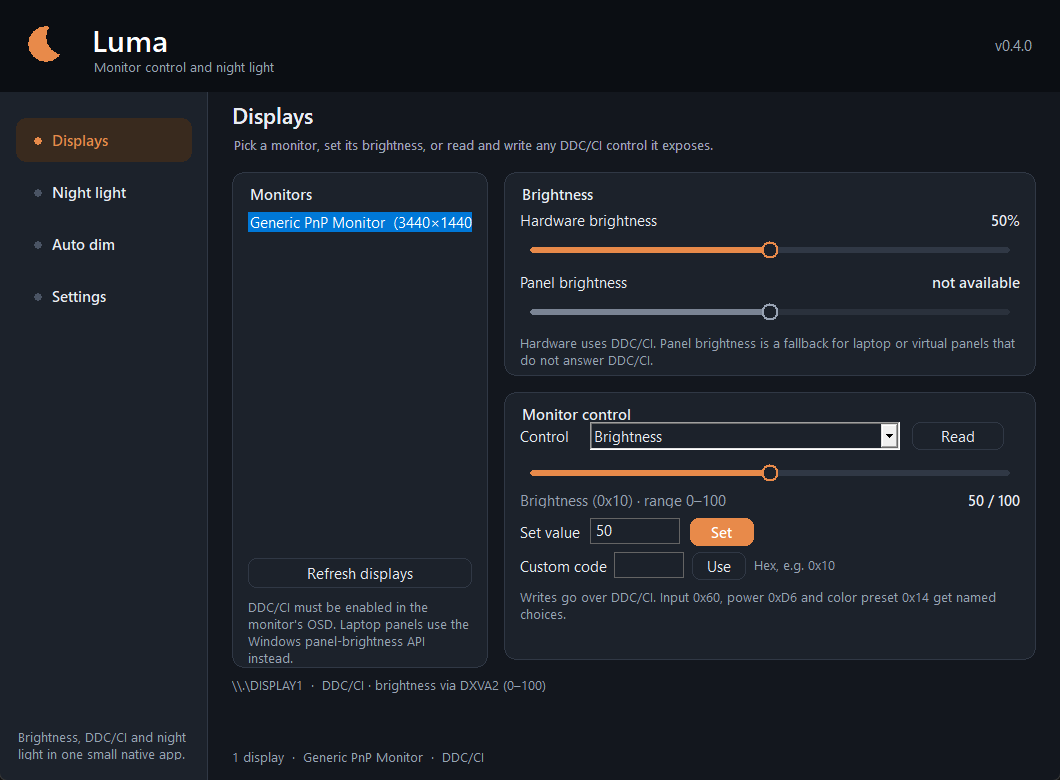 Luma
Monitor control and night light
v0.4.0
Displays
Night light
Auto dim
Settings
Brightness, DDC/CI and night
light in one small native app.
Displays
Pick a monitor, set its brightness, or read and write any DDC/CI control it exposes.
Monitors
Generic PnP Monitor (3440×1440
Refresh displays
DDC/CI must be enabled in the
monitor's OSD. Laptop panels use the
Windows panel-brightness API
instead.
Brightness
Hardware brightness 50%
Panel brightness not available
Hardware uses DDC/CI. Panel brightness is a fallback for laptop or virtual panels that
do not answer DDC/CI.
Monitor control
Control Brightness Read
Brightness (0x10) · range 0–100 50 / 100
Set value 50 Set
Custom code Use Hex, e.g. 0x10
Writes go over DDC/CI. Input 0x60, power 0xD6 and color preset 0x14 get named
choices.
\\.\DISPLAY1 · DDC/CI · brightness via DXVA2 (0–100)
1 display · Generic PnP Monitor · DDC/CI